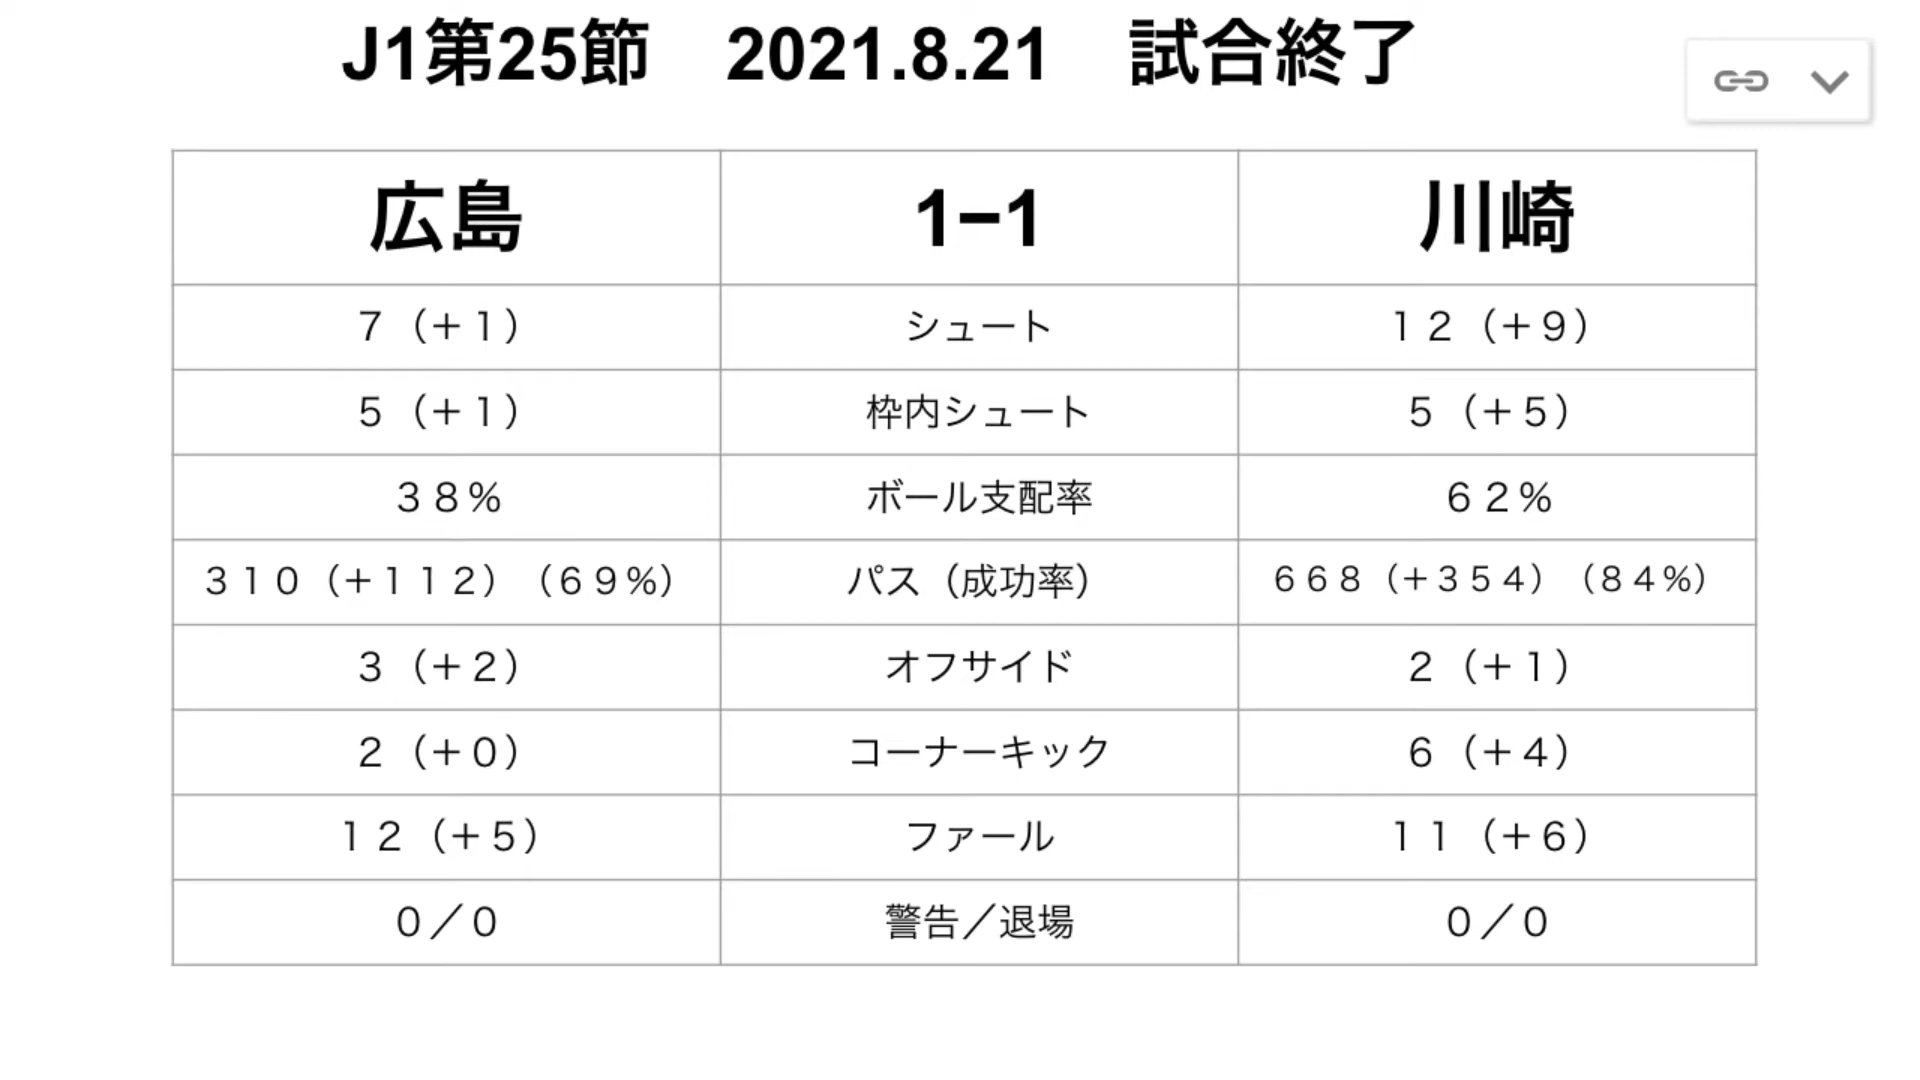 J1第25節　2021.8.21　試合終了
広島 1−1 川崎
７（＋１） シュート １２（＋９）
５（＋１） 枠内シュート ５（＋５）
３８％ ボール支配率 ６２％
３１０（＋１１２）（６９％） パス（成功率） ６６８（＋３５４）（８４％）
３（＋２） オフサイド ２（＋１）
２（＋０） コーナーキック ６（＋４）
１２（＋５） ファール １１（＋６）
０／０ 警告／退場 ０／０